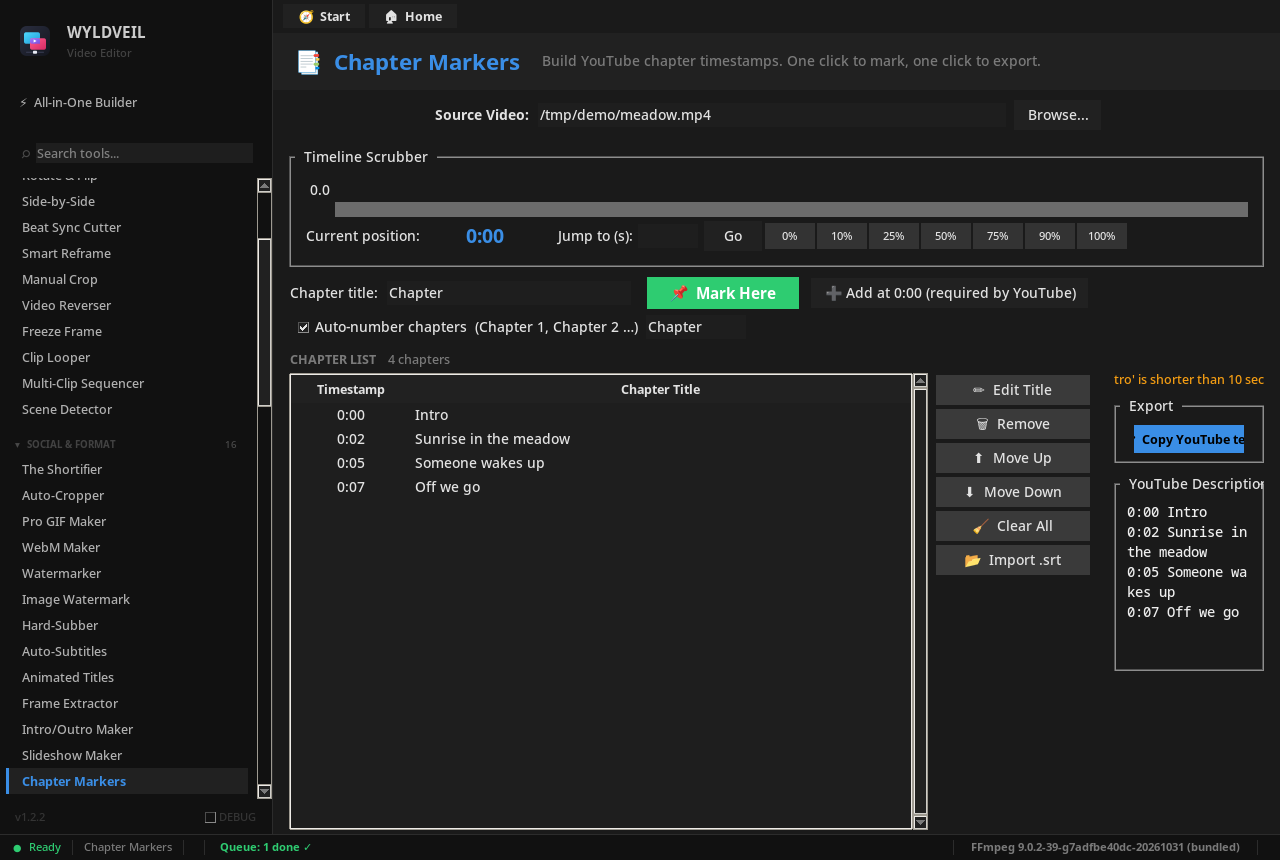 WYLDVEIL
Video Editor
⚡ All-in-One Builder
Search tools...
Rotate & Flip
Side-by-Side
Beat Sync Cutter
Smart Reframe
Manual Crop
Video Reverser
Freeze Frame
Clip Looper
Multi-Clip Sequencer
Scene Detector
▾ SOCIAL & FORMAT 16
The Shortifier
Auto-Cropper
Pro GIF Maker
WebM Maker
Watermarker
Image Watermark
Hard-Subber
Auto-Subtitles
Animated Titles
Frame Extractor
Intro/Outro Maker
Slideshow Maker
Chapter Markers
v1.2.2 DEBUG
🧭 Start 🏠 Home
📑 Chapter Markers Build YouTube chapter timestamps. One click to mark, one click to export.
Source Video: /tmp/demo/meadow.mp4 Browse...
Timeline Scrubber
0.0
Current position: 0:00 Jump to (s): Go 0% 10% 25% 50% 75% 90% 100%
Chapter title: Chapter 📌 Mark Here ➕ Add at 0:00 (required by YouTube)
Auto-number chapters (Chapter 1, Chapter 2 ...) Chapter
CHAPTER LIST 4 chapters
Timestamp Chapter Title
0:00 Intro
0:02 Sunrise in the meadow
0:05 Someone wakes up
0:07 Off we go
✏ Edit Title
🗑 Remove
⬆ Move Up
⬇ Move Down
🧹 Clear All
📂 Import .srt
tro' is shorter than 10 sec
Export
Copy YouTube te
YouTube Description
0:00 Intro
0:02 Sunrise in
the meadow
0:05 Someone wa
kes up
0:07 Off we go
● Ready Chapter Markers Queue: 1 done ✓ FFmpeg 9.0.2-39-g7adfbe40dc-20261031 (bundled)